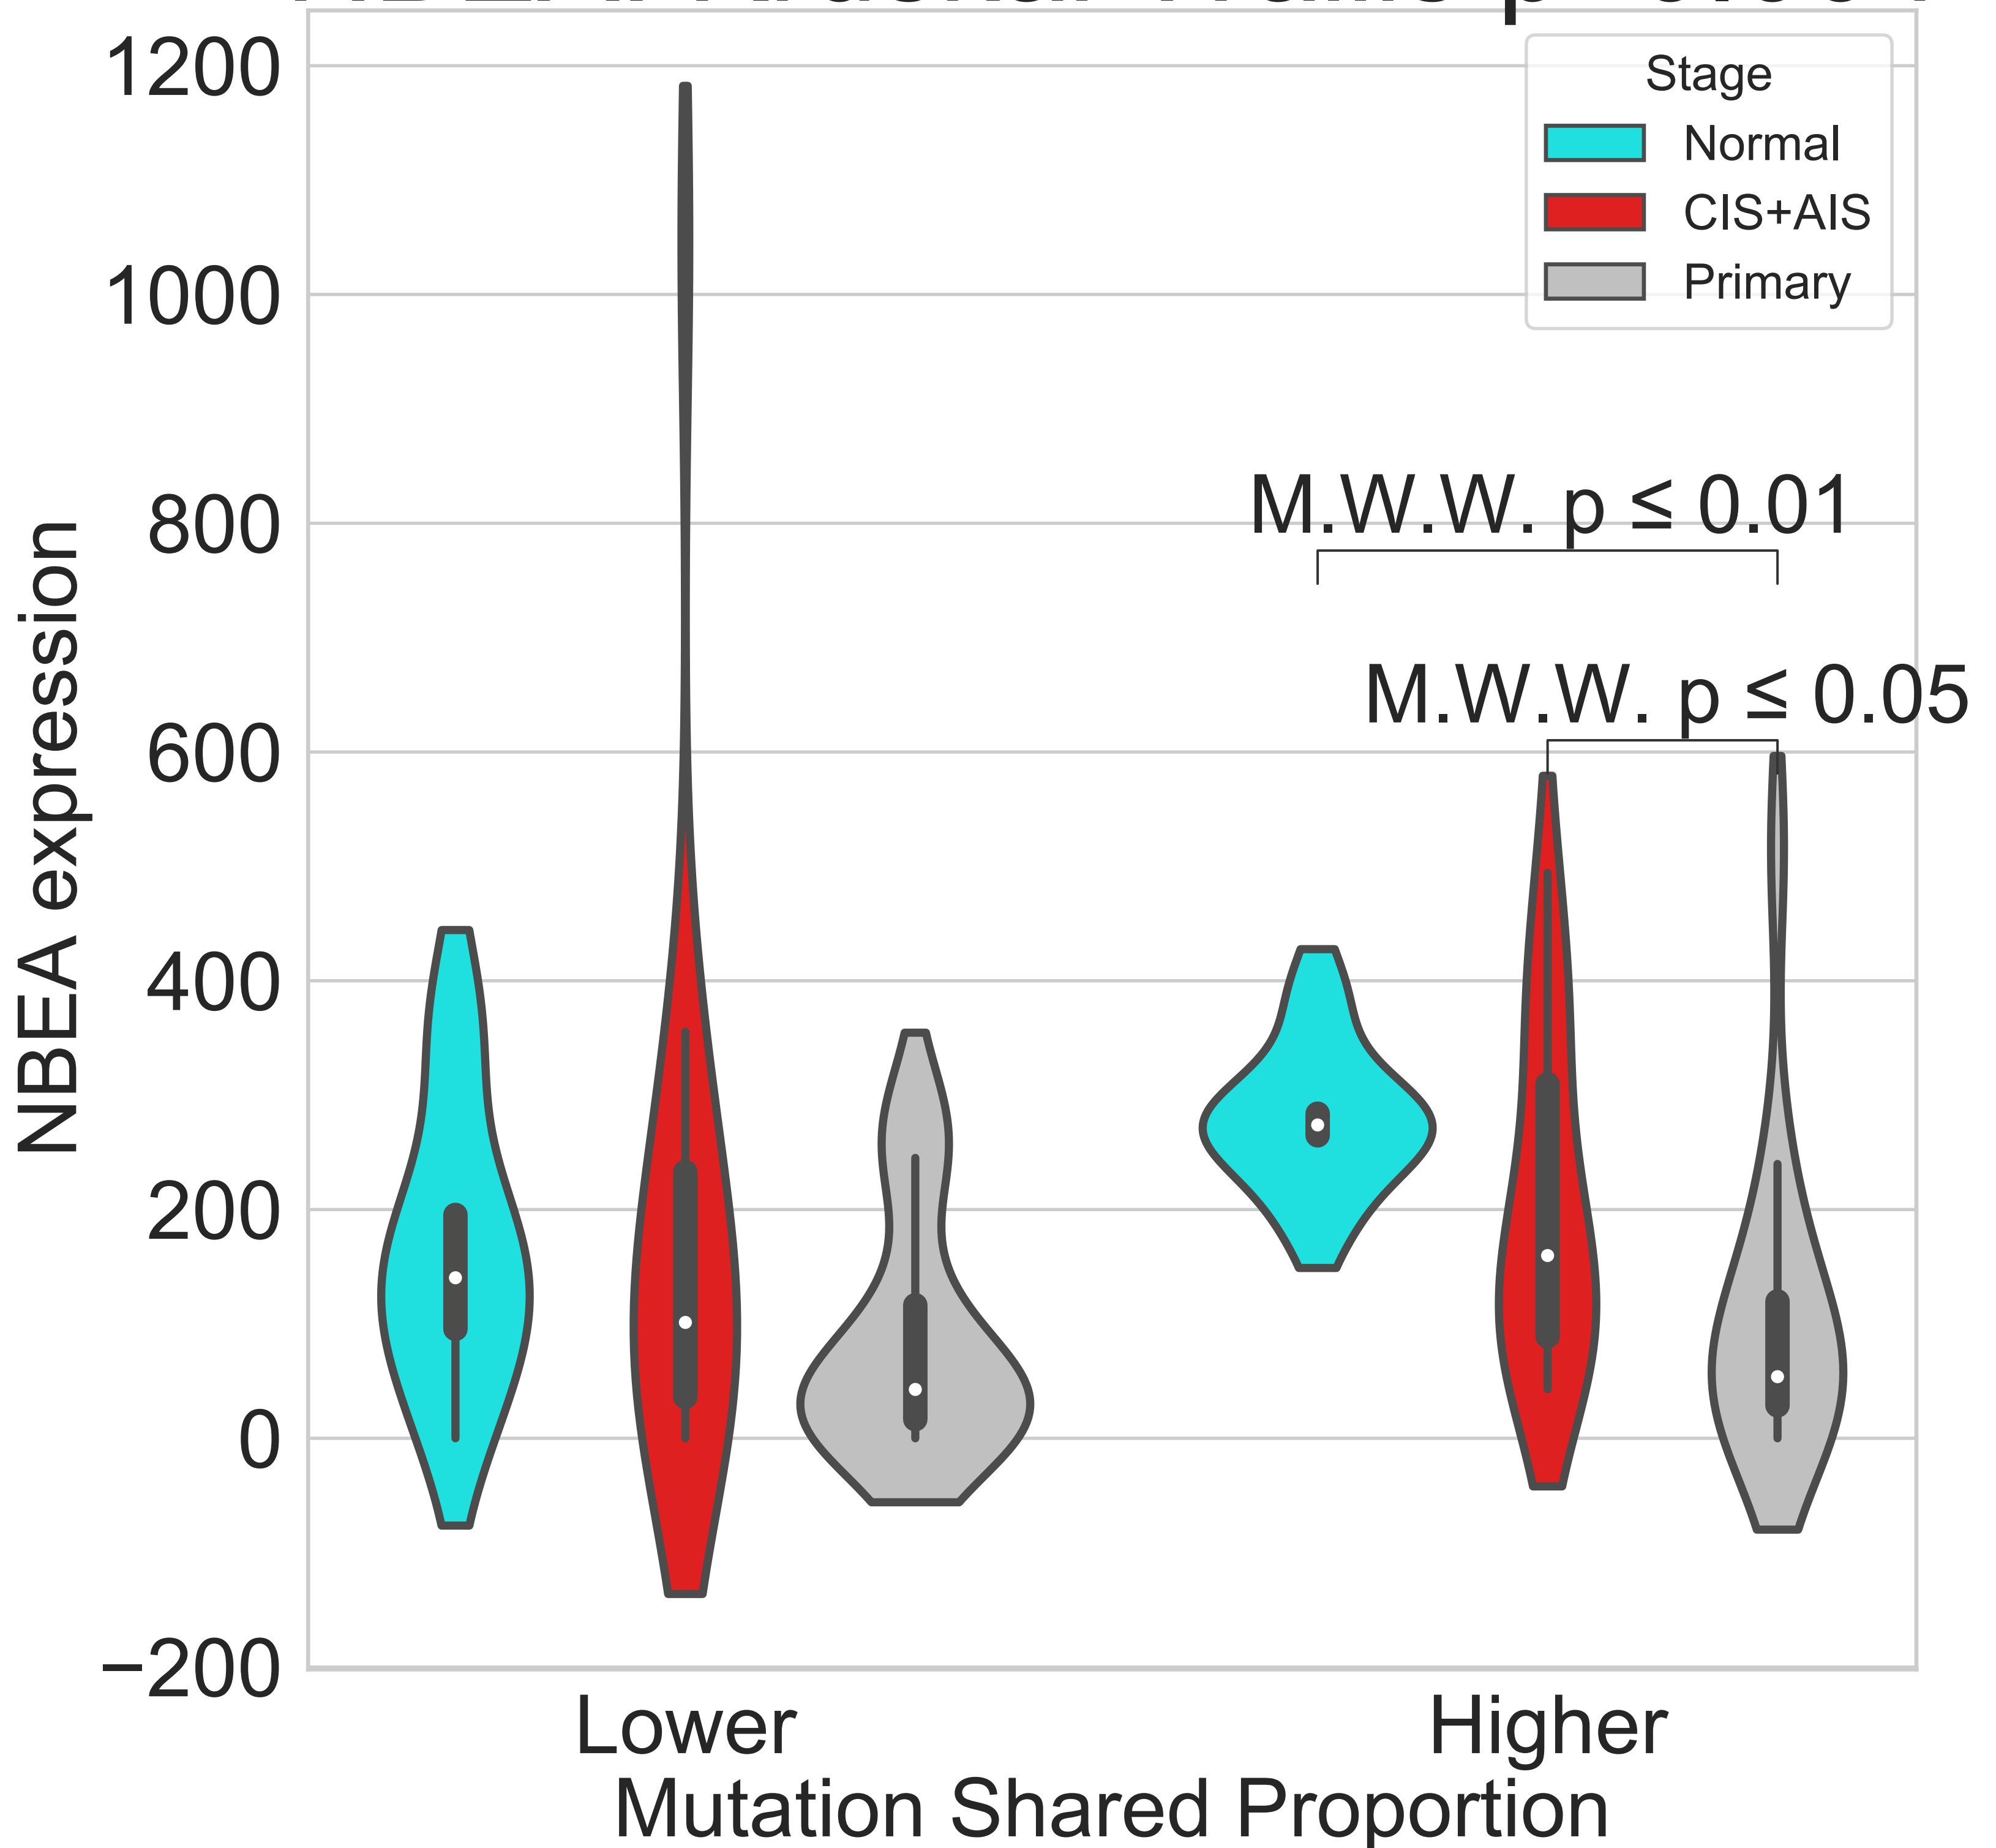 1200
1000
800
600
400
200
0
−200
NBEA expression
Stage
Normal
CIS+AIS
Primary
M.W.W. p ≤ 0.01
M.W.W. p ≤ 0.05
Lower
Higher
Mutation Shared Proportion